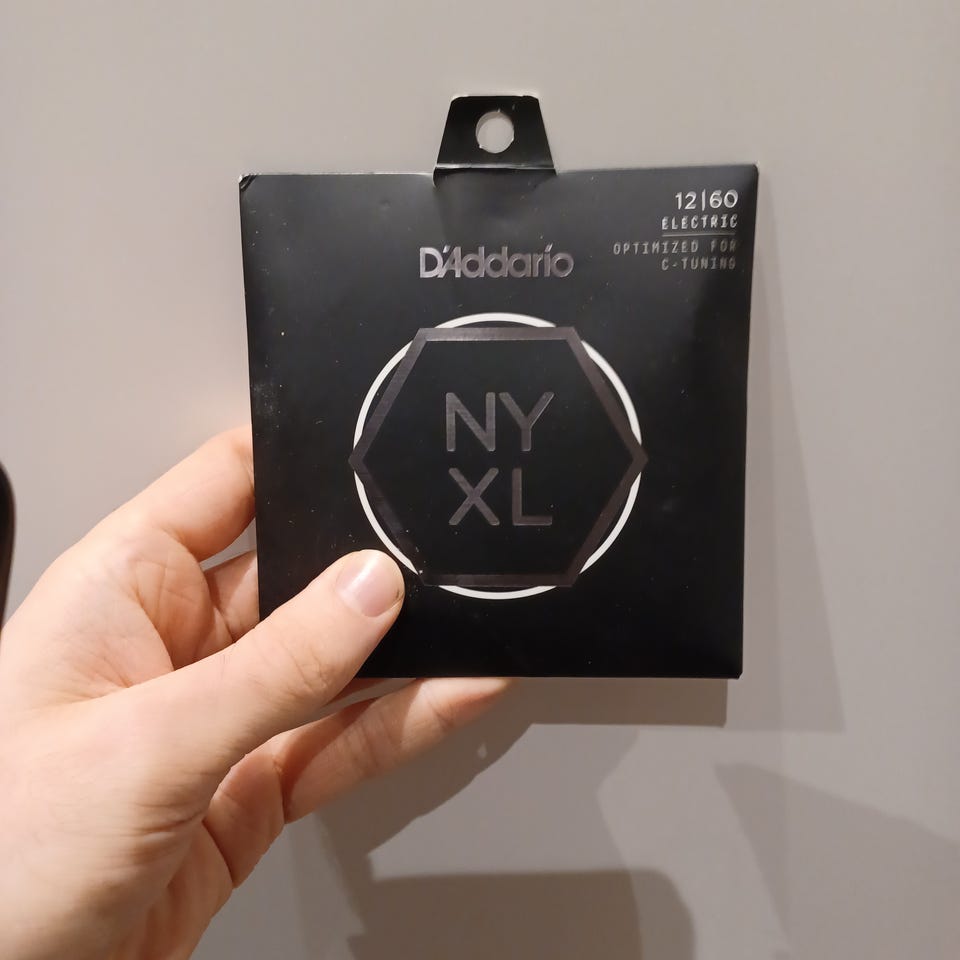 12|60
ELECTRIC
OPTIMIZED FOR
C-TUNING
D'Addario
NY
XL